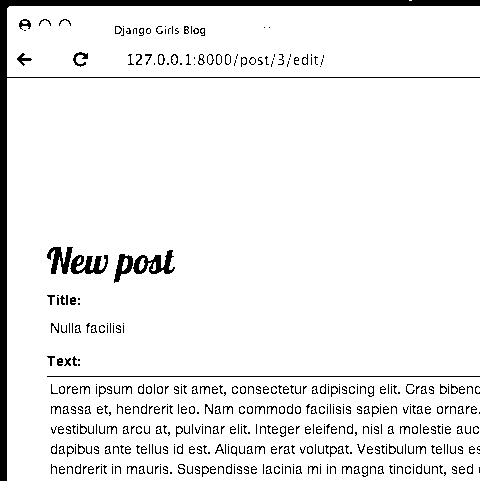 Django Girls Blog
127.0.0.1:8000/post/3/edit/
New post
Title:
Nulla facilisi
Text:
Lorem ipsum dolor sit amet, consectetur adipiscing elit. Cras bibend
massa et, hendrerit leo. Nam commodo facilisis sapien vitae ornare.
vestibulum arcu at, pulvinar elit. Integer eleifend, nisl a molestie auc
dapibus ante tellus id est. Aliquam erat volutpat. Vestibulum tellus es
hendrerit in mauris. Suspendisse lacinia mi in magna tincidunt, sed